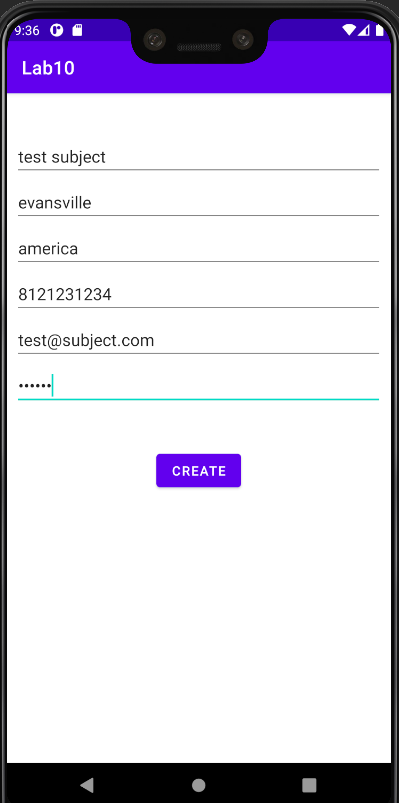 9:36
Lab10
test subject
evansville
america
8121231234
test@subject.com
••••••
CREATE